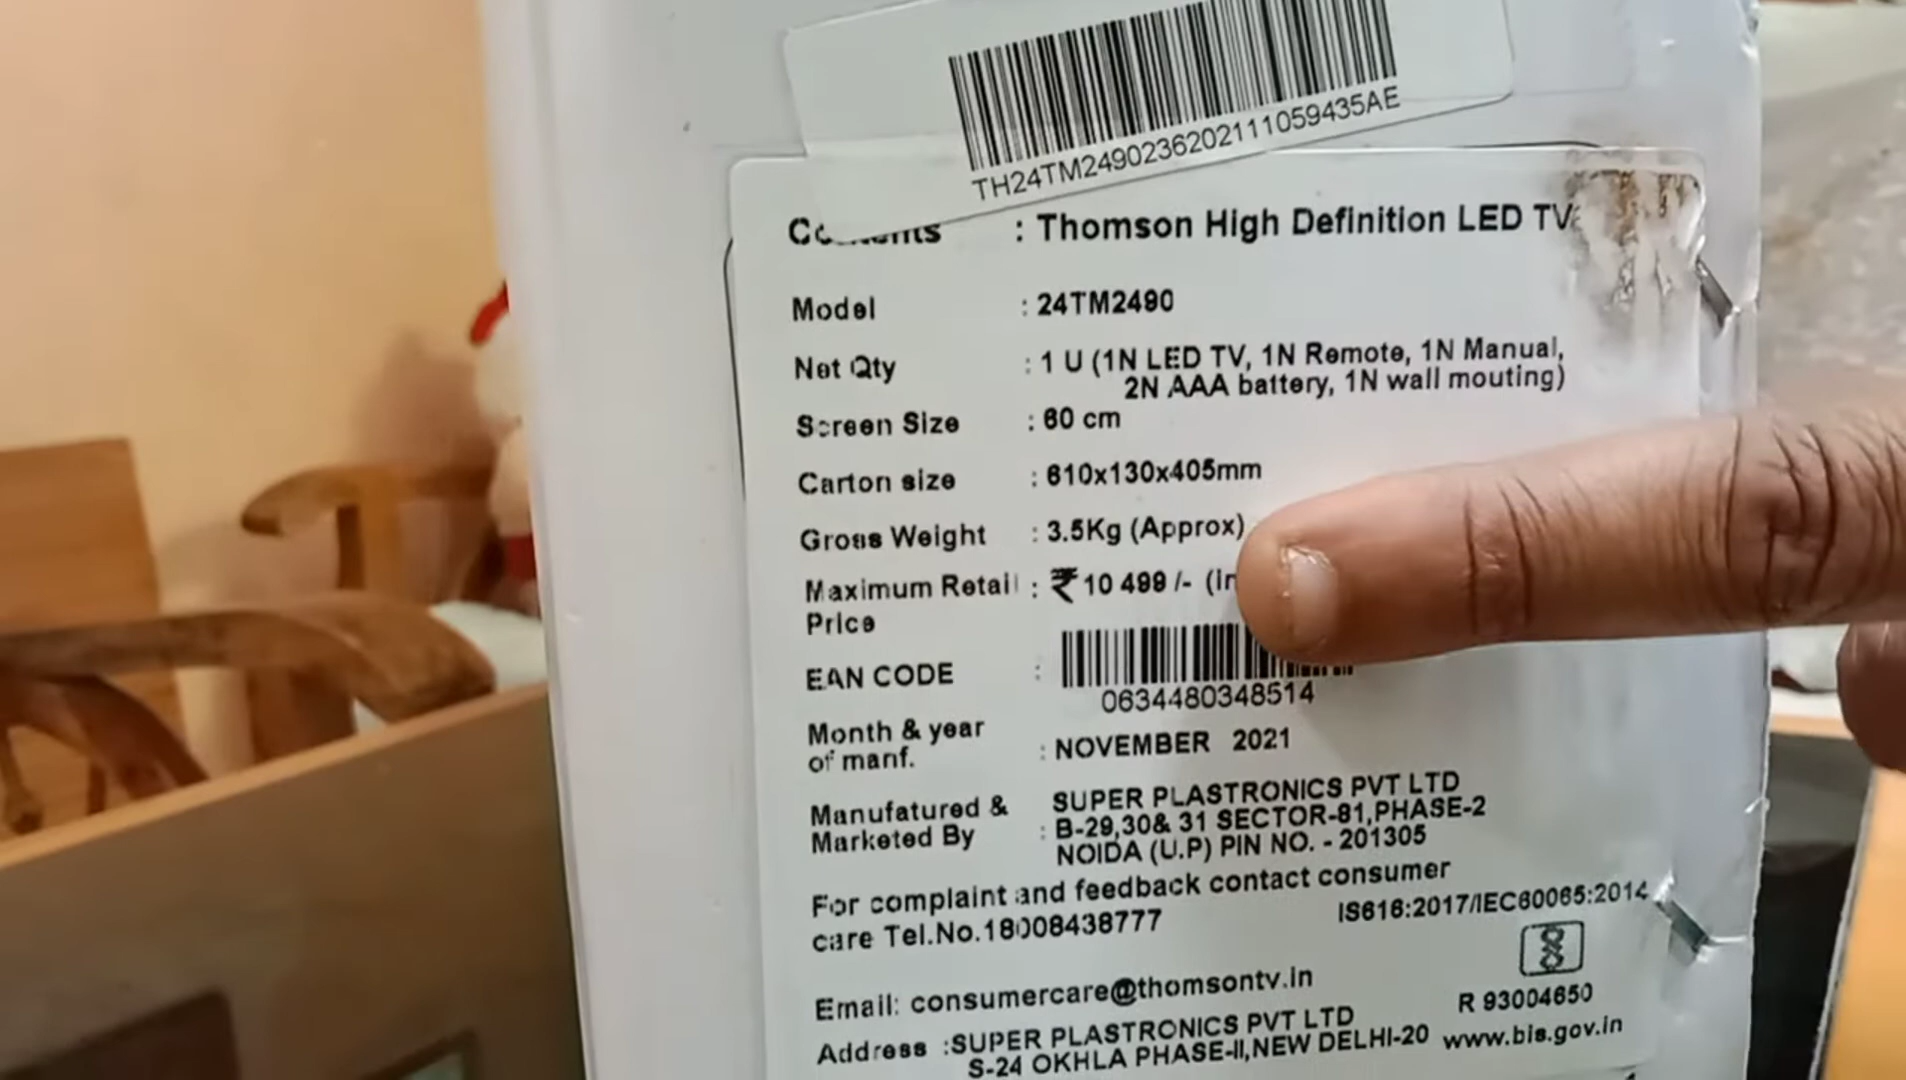 TH24TM24902362021111059435AE
: Thomson High Definition LED TV
Model : 24TM2490
Net Qty : 1 U (1N LED TV, 1N Remote, 1N Manual,
2N AAA battery, 1N wall mouting)
Screen Size : 60 cm
Carton size : 610x130x405mm
Gross Weight : 3.5Kg (Approx)
Maximum Retail : ₹ 10 499 /-
Price
EAN CODE :
0634480348514
Month & year
of manf. : NOVEMBER 2021
Manufatured &
Marketed By :
SUPER PLASTRONICS PVT LTD
B-29,30& 31 SECTOR-81,PHASE-2
NOIDA (U.P) PIN NO. - 201305
For complaint and feedback contact consumer
care Tel.No.18008438777
IS616:2017/IEC60065:2014
Email: consumercare@thomsontv.in
R 93004650
www.bis.gov.in
Address :SUPER PLASTRONICS PVT LTD
S-24 OKHLA PHASE-II,NEW DELHI-20